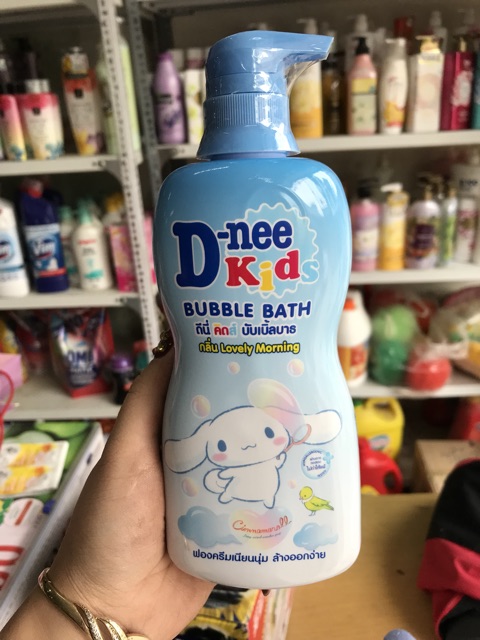 D-nee
Kids
BUBBLE BATH
ดีนี่ คิดส์ บับเบิ้ลบาธ
กลิ่น Lovely Morning
Cinnamoroll
ฟองครีมเนียนนุ่ม ล้างออกง่าย
OMO